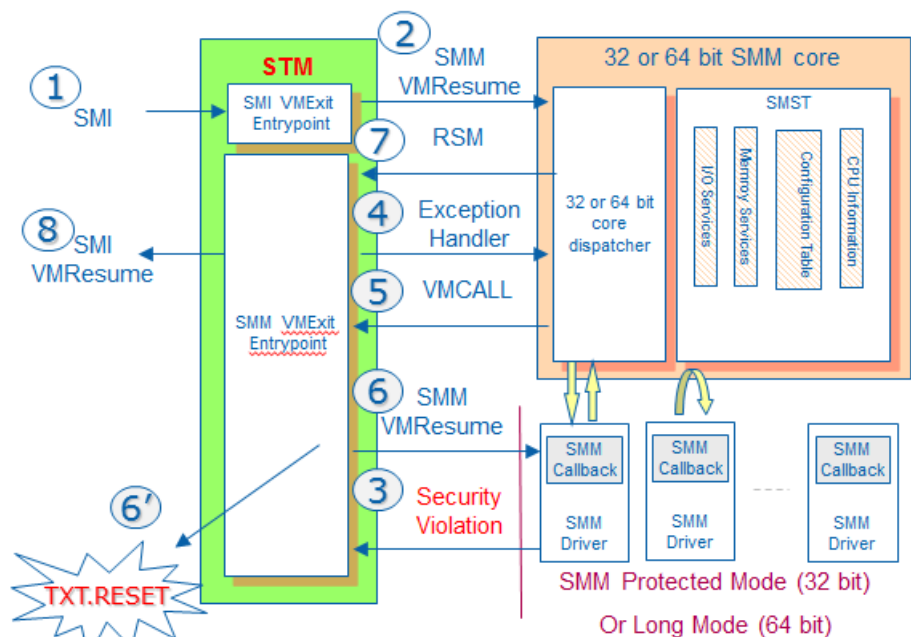 2
SMM
VMResume
32 or 64 bit SMM core
STM
1
SMI
SMI VMExit
Entrypoint
SMST
7
RSM
I/O Services
Memroy Services
Configuration Table
CPU Information
32 or 64 bit
core
dispatcher
4
Exception
Handler
8
SMI
VMResume
5
VMCALL
SMM VMExit
Entrypoint
6
SMM
VMResume
SMM
Callback
SMM
Driver
SMM
Callback
SMM
Driver
SMM
Callback
SMM
Driver
3
Security
Violation
6’
TXT.RESET
SMM Protected Mode (32 bit)
Or Long Mode (64 bit)